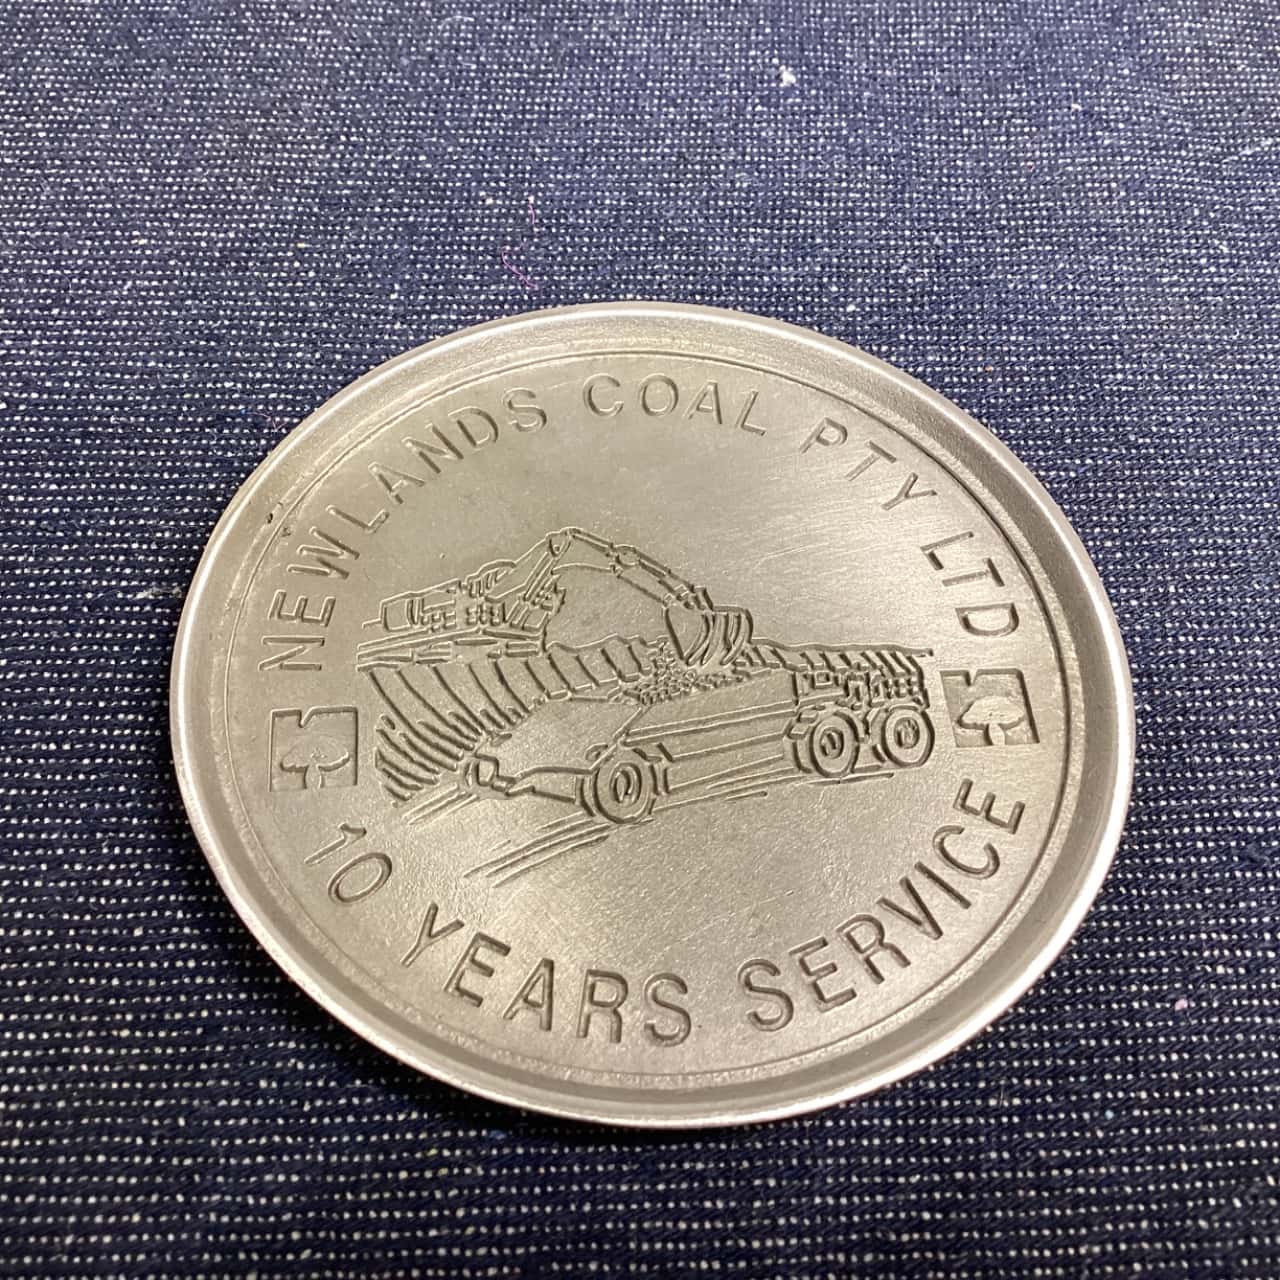 NEWLANDS COAL PTY LTD
10 YEARS SERVICE